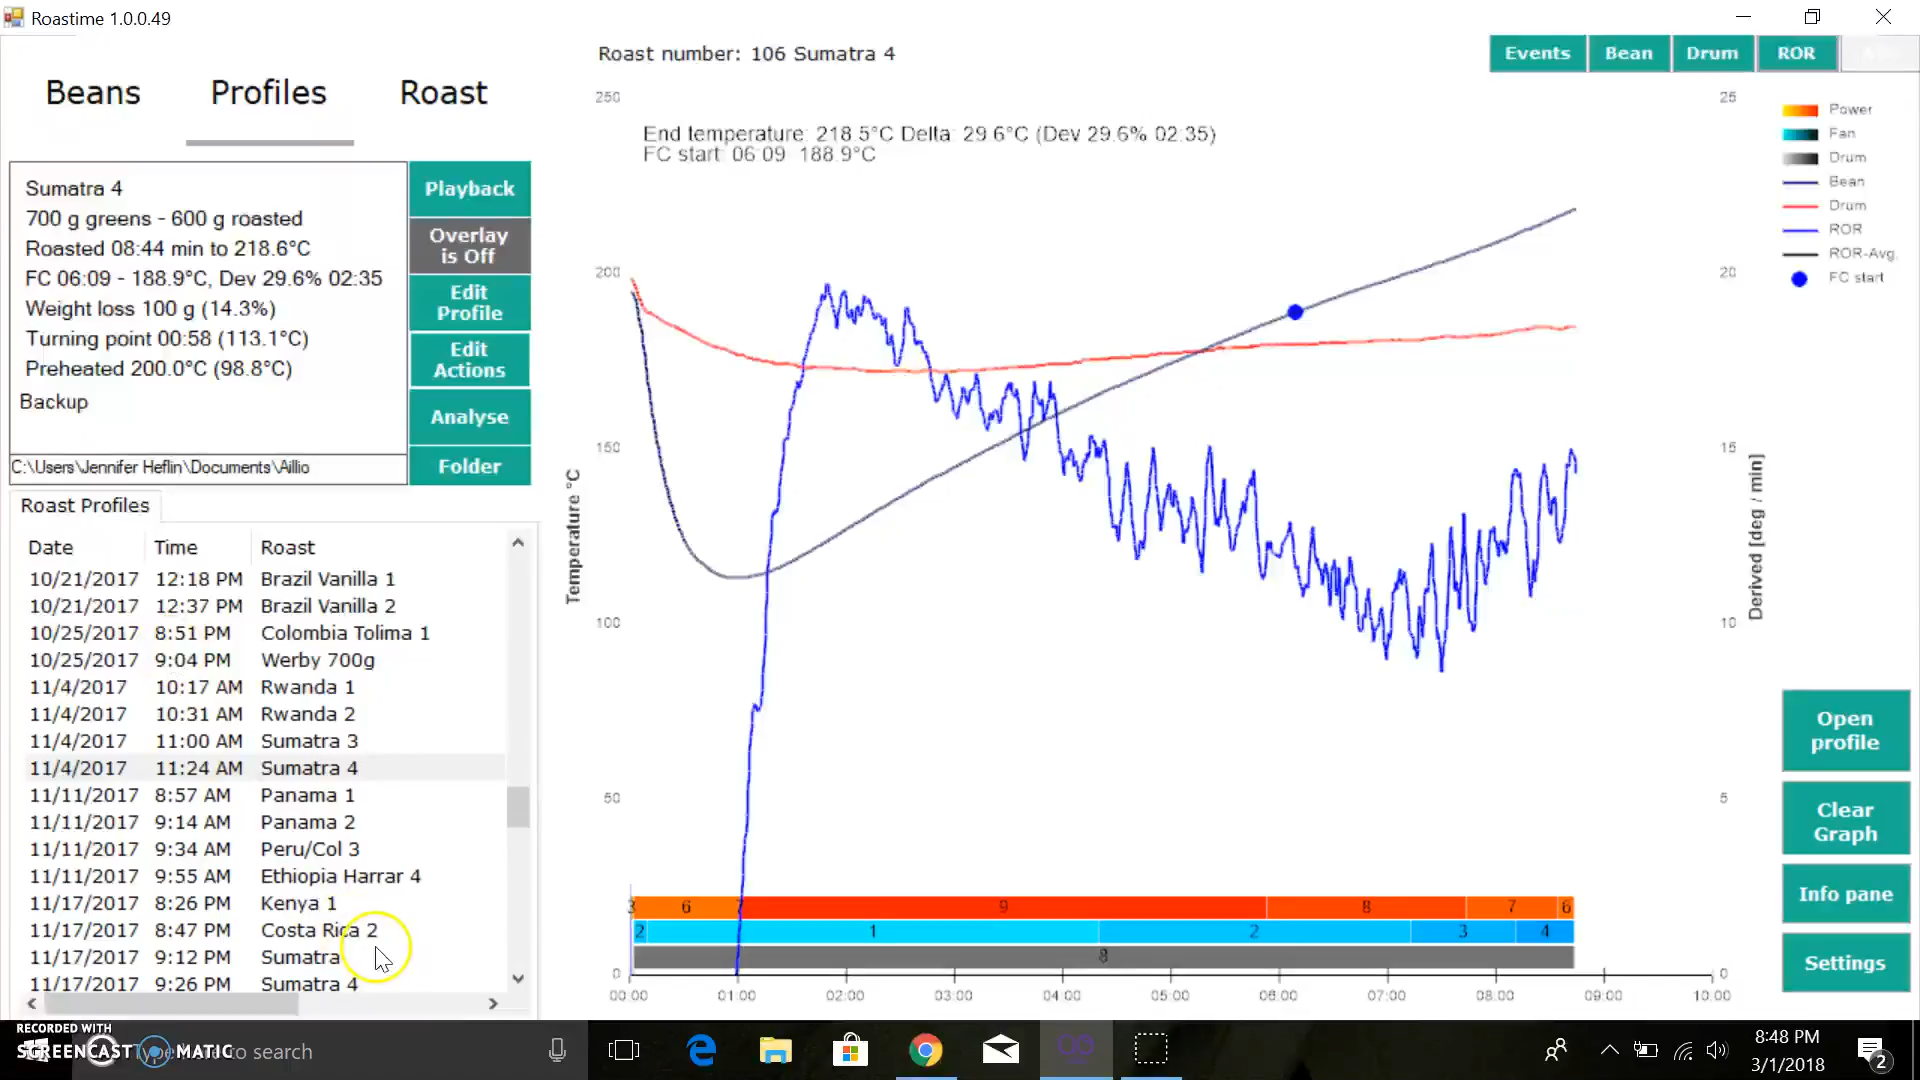 Roastime 1.0.0.49
Beans Profiles Roast
Sumatra 4
700 g greens - 600 g roasted
Roasted 08:44 min to 218.6°C
FC 06:09 - 188.9°C, Dev 29.6% 02:35
Weight loss 100 g (14.3%)
Turning point 00:58 (113.1°C)
Preheated 200.0°C (98.8°C)
Backup
C:\Users\Jennifer Heflin\Documents\Aillio
Playback
Overlay
is Off
Edit
Profile
Edit
Actions
Analyse
Folder
Roast Profiles
Date Time Roast
10/21/2017 12:18 PM Brazil Vanilla 1
10/21/2017 12:37 PM Brazil Vanilla 2
10/25/2017 8:51 PM Colombia Tolima 1
10/25/2017 9:04 PM Werby 700g
11/4/2017 10:17 AM Rwanda 1
11/4/2017 10:31 AM Rwanda 2
11/4/2017 11:00 AM Sumatra 3
11/4/2017 11:24 AM Sumatra 4
11/11/2017 8:57 AM Panama 1
11/11/2017 9:14 AM Panama 2
11/11/2017 9:34 AM Peru/Col 3
11/11/2017 9:55 AM Ethiopia Harrar 4
11/17/2017 8:26 PM Kenya 1
11/17/2017 8:47 PM Costa Rica 2
11/17/2017 9:12 PM Sumatra
11/17/2017 9:26 PM Sumatra 4
Roast number: 106 Sumatra 4
Events Bean Drum ROR
End temperature: 218.5°C Delta: 29.6°C (Dev 29.6% 02:35)
FC start: 06:09 188.9°C
250
200
150
100
50
0
Temperature °C
25
20
15
10
5
0
Derived [deg / min]
Power
Fan
Drum
Bean
Drum
ROR
ROR-Avg.
FC start
3 6 7 9 8 7 6
2 1 2 3 4
8
00:00 01:00 02:00 03:00 04:00 05:00 06:00 07:00 08:00 09:00 10:00
Open
profile
Clear
Graph
Info pane
Settings
RECORDED WITH
SCREENCAST MATIC
Type here to search
8:48 PM
3/1/2018
2